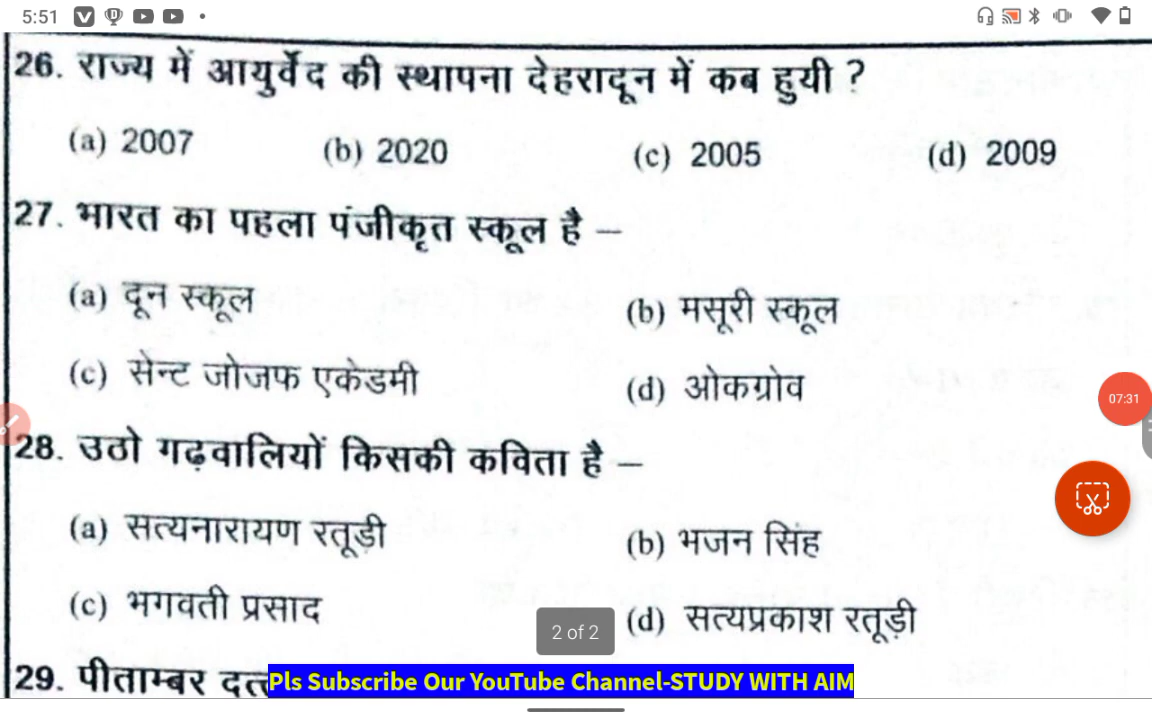 5:51
26. राज्य में आयुर्वेद की स्थापना देहरादून में कब हुयी ?
(a) 2007 (b) 2020 (c) 2005 (d) 2009
27. भारत का पहला पंजीकृत स्कूल है –
(a) दून स्कूल (b) मसूरी स्कूल
(c) सेन्ट जोजफ एकेडमी (d) ओकग्रोव
07:31
28. उठो गढ़वालियों किसकी कविता है –
(a) सत्यनारायण रतूड़ी (b) भजन सिंह
(c) भगवती प्रसाद (d) सत्यप्रकाश रतूड़ी
2 of 2
29. पीताम्बर दत्त
Pls Subscribe Our YouTube Channel-STUDY WITH AIM